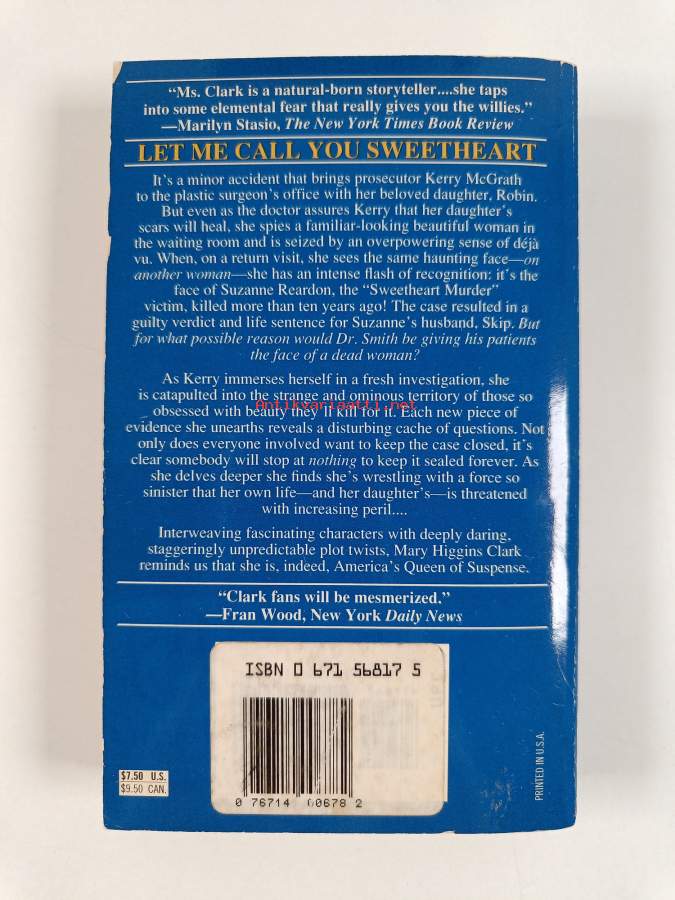 “Ms. Clark is a natural-born storyteller....she taps
into some elemental fear that really gives you the willies.”
—Marilyn Stasio, The New York Times Book Review
LET ME CALL YOU SWEETHEART
It’s a minor accident that brings prosecutor Kerry McGrath
to the plastic surgeon’s office with her beloved daughter, Robin.
But even as the doctor assures Kerry that her daughter’s
scars will heal, she spies a familiar-looking beautiful woman in
the waiting room and is seized by an overpowering sense of déjà
vu. When, on a return visit, she sees the same haunting face—on
another woman—she has an intense flash of recognition: it’s the
face of Suzanne Reardon, the “Sweetheart Murder”
victim, killed more than ten years ago! The case resulted in a
guilty verdict and life sentence for Suzanne’s husband, Skip. But
for what possible reason would Dr. Smith be giving his patients
the face of a dead woman?
As Kerry immerses herself in a fresh investigation, she
is catapulted into the strange and ominous territory of those so
obsessed with beauty they’ll kill for it. Each new piece of
Antikvariaatti.net
evidence she unearths reveals a disturbing cache of questions. Not
only does everyone involved want to keep the case closed, it’s
clear somebody will stop at nothing to keep it sealed forever. As
she delves deeper she finds she’s wrestling with a force so
sinister that her own life—and her daughter’s—is threatened
with increasing peril....
Interweaving fascinating characters with deeply daring,
staggeringly unpredictable plot twists, Mary Higgins Clark
reminds us that she is, indeed, America’s Queen of Suspense.
“Clark fans will be mesmerized.”
—Fran Wood, New York Daily News
ISBN 0 671 56817 5
$7.50 U.S.
$9.50 CAN.
0 76714 00678 2
PRINTED IN U.S.A.